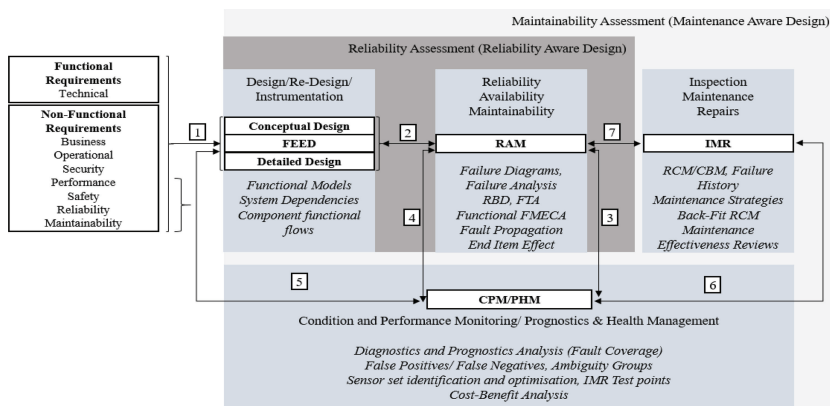 Maintainability Assessment (Maintenance Aware Design)
Reliability Assessment (Reliability Aware Design)
Functional
Requirements
Technical
Non-Functional
Requirements
Business
Operational
Security
Performance
Safety
Reliability
Maintainability
1
Design/Re-Design/
Instrumentation
Conceptual Design
FEED
Detailed Design
Functional Models
System Dependencies
Component functional
flows
2
4
Reliability
Availability
Maintainability
RAM
Failure Diagrams,
Failure Analysis
RBD, FTA
Functional FMECA
Fault Propagation
End Item Effect
7
3
Inspection
Maintenance
Repairs
IMR
RCM/CBM, Failure
History
Maintenance Strategies
Back-Fit RCM
Maintenance
Effectiveness Reviews
5
6
CPM/PHM
Condition and Performance Monitoring/ Prognostics & Health Management
Diagnostics and Prognostics Analysis (Fault Coverage)
False Positives/ False Negatives, Ambiguity Groups
Sensor set identification and optimisation, IMR Test points
Cost-Benefit Analysis